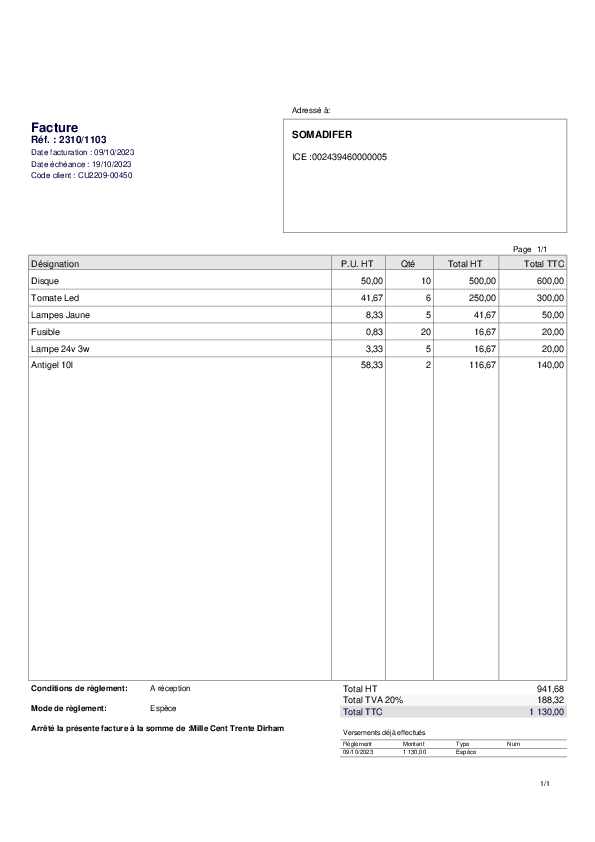 Adressé à:
Facture
Réf. : 2310/1103
Date facturation : 09/10/2023
Date échéance : 19/10/2023
Code client : CU2209-00450
SOMADIFER
ICE :002439460000005
Page 1/1
Désignation P.U. HT Qté Total HT Total TTC
Disque 50,00 10 500,00 600,00
Tomate Led 41,67 6 250,00 300,00
Lampes Jaune 8,33 5 41,67 50,00
Fusible 0,83 20 16,67 20,00
Lampe 24v 3w 3,33 5 16,67 20,00
Antigel 10l 58,33 2 116,67 140,00
Conditions de règlement: A réception
Mode de règlement: Espèce
Arrêté la présente facture à la somme de :Mille Cent Trente Dirham
Total HT 941,68
Total TVA 20% 188,32
Total TTC 1 130,00
Versements déjà effectués
Règlement Montant Type Num
09/10/2023 1 130,00 Espèce
1/1